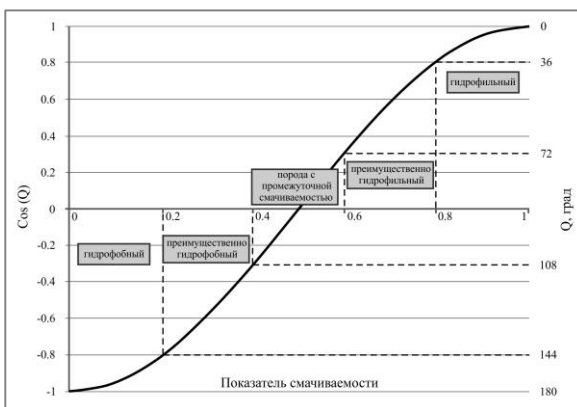 1
0.8
0.6
0.4
0.2
0
-0.2
-0.4
-0.6
-0.8
-1
Cos (Q)
0
0.2
0.4
0.6
0.8
1
гидрофобный
преимущественно
гидрофобный
порода с
промежуточной
смачиваемостью
преимущественно
гидрофильный
гидрофильный
Показатель смачиваемости
0
36
72
108
144
180
Q, град